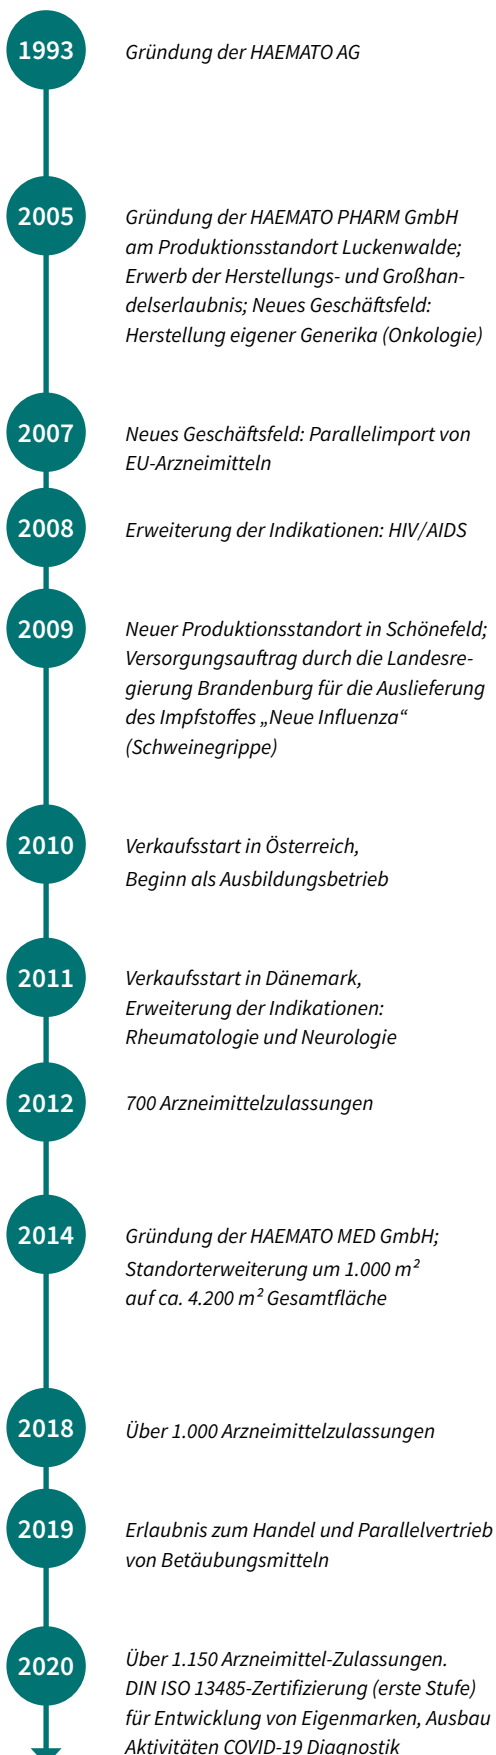 1993
Gründung der HAEMATO AG
2005
Gründung der HAEMATO PHARM GmbH
am Produktionsstandort Luckenwalde;
Erwerb der Herstellungs- und Großhan-
delserlaubnis; Neues Geschäftsfeld:
Herstellung eigener Generika (Onkologie)
2007
Neues Geschäftsfeld: Parallelimport von
EU-Arzneimitteln
2008
Erweiterung der Indikationen: HIV/AIDS
2009
Neuer Produktionsstandort in Schönefeld;
Versorgungsauftrag durch die Landesre-
gierung Brandenburg für die Auslieferung
des Impfstoffes „Neue Influenza“
(Schweinegrippe)
2010
Verkaufsstart in Österreich,
Beginn als Ausbildungsbetrieb
2011
Verkaufsstart in Dänemark,
Erweiterung der Indikationen:
Rheumatologie und Neurologie
2012
700 Arzneimittelzulassungen
2014
Gründung der HAEMATO MED GmbH;
Standorterweiterung um 1.000 m²
auf ca. 4.200 m² Gesamtfläche
2018
Über 1.000 Arzneimittelzulassungen
2019
Erlaubnis zum Handel und Parallelvertrieb
von Betäubungsmitteln
2020
Über 1.150 Arzneimittel-Zulassungen.
DIN ISO 13485-Zertifizierung (erste Stufe)
für Entwicklung von Eigenmarken, Ausbau
Aktivitäten COVID-19 Diagnostik